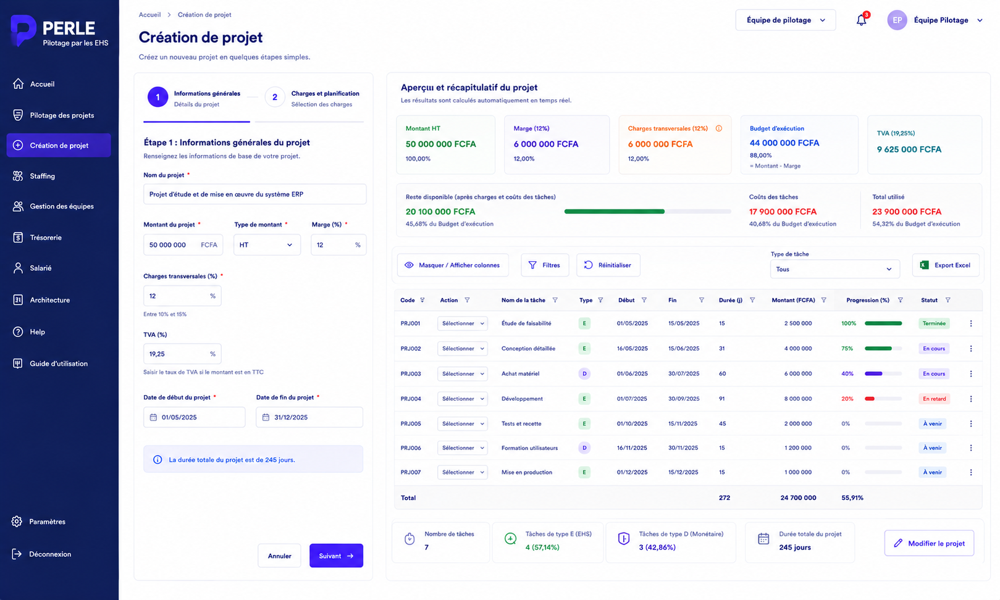 PERLE
Pilotage par les EHS
Accueil
Pilotage des projets
Création de projet
Staffing
Gestion des équipes
Trésorerie
Salarié
Architecture
Help
Guide d'utilisation
Paramètres
Déconnexion
Accueil > Création de projet
Création de projet
Créez un nouveau projet en quelques étapes simples.
Équipe de pilotage
3
EP Équipe Pilotage
1 Informations générales
Détails du projet
2 Charges et planification
Sélection des charges
Étape 1 : Informations générales du projet
Renseignez les informations de base de votre projet.
Nom du projet *
Projet d'étude et de mise en œuvre du système ERP
Montant du projet * Type de montant * Marge (%) *
50 000 000 FCFA HT 12 %
Charges transversales (%) *
12 %
Entre 10% et 15%
TVA (%)
19,25 %
Saisir le taux de TVA si le montant est en TTC
Date de début du projet * Date de fin du projet *
01/05/2025 31/12/2025
La durée totale du projet est de 245 jours.
Annuler Suivant →
Aperçu et récapitulatif du projet
Les résultats sont calculés automatiquement en temps réel.
Montant HT
50 000 000 FCFA
100,00%
Marge (12%)
6 000 000 FCFA
12,00%
Charges transversales (12%)
6 000 000 FCFA
12,00%
Budget d'exécution
44 000 000 FCFA
88,00%
= Montant - Marge
TVA (19,25%)
9 625 000 FCFA
Reste disponible (après charges et coûts des tâches)
20 100 000 FCFA
45,68% du Budget d'exécution
Coûts des tâches
17 900 000 FCFA
40,68% du Budget d'exécution
Total utilisé
23 900 000 FCFA
54,32% du Budget d'exécution
Masquer / Afficher colonnes Filtres Réinitialiser
Type de tâche
Tous
Export Excel
Code Action Nom de la tâche Type Début Fin Durée (j) Montant (FCFA) Progression (%) Statut
PRJ001 Sélectionner Étude de faisabilité E 01/05/2025 15/05/2025 15 2 500 000 100% Terminée
PRJ002 Sélectionner Conception détaillée E 16/05/2025 15/06/2025 31 4 000 000 75% En cours
PRJ003 Sélectionner Achat matériel D 01/06/2025 30/07/2025 60 6 000 000 40% En cours
PRJ004 Sélectionner Développement E 01/07/2025 30/09/2025 91 8 000 000 20% En retard
PRJ005 Sélectionner Tests et recette E 01/10/2025 15/11/2025 45 2 000 000 0% À venir
PRJ006 Sélectionner Formation utilisateurs D 16/11/2025 30/11/2025 15 1 200 000 0% À venir
PRJ007 Sélectionner Mise en production E 01/12/2025 15/12/2025 15 1 000 000 0% À venir
Total 272 24 700 000 55,91%
Nombre de tâches
7
Tâches de type E (EHS)
4 (57,14%)
Tâches de type D (Monétaire)
3 (42,86%)
Durée totale du projet
245 jours
Modifier le projet